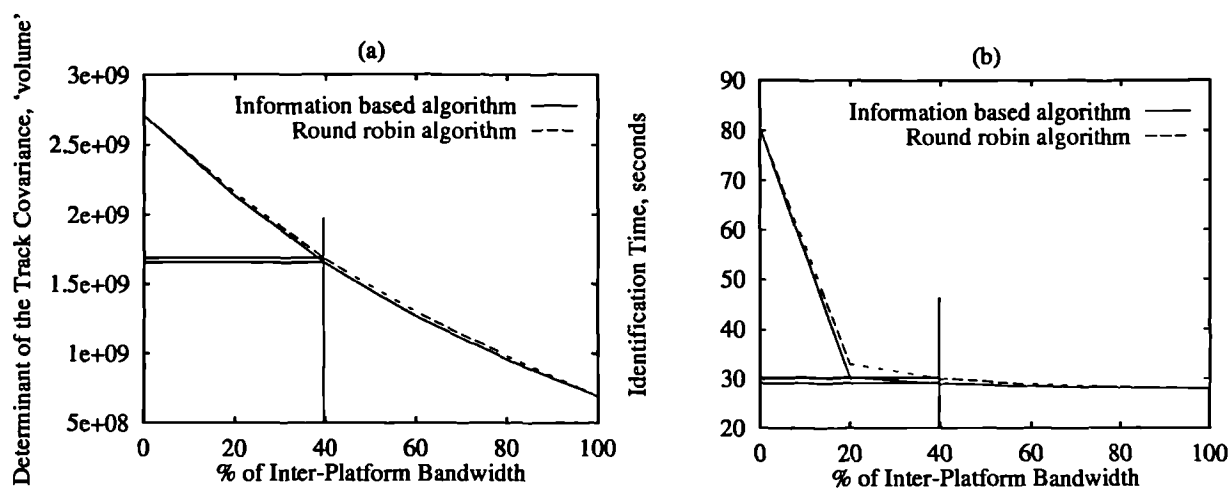 (a)
Determinant of the Track Covariance, 'volume'
3e+09
2.5e+09
2e+09
1.5e+09
1e+09
5e+08
Information based algorithm
Round robin algorithm
0 20 40 60 80 100
% of Inter-Platform Bandwidth
(b)
Identification Time, seconds
90
80
70
60
50
40
30
20
Information based algorithm
Round robin algorithm
0 20 40 60 80 100
% of Inter-Platform Bandwidth